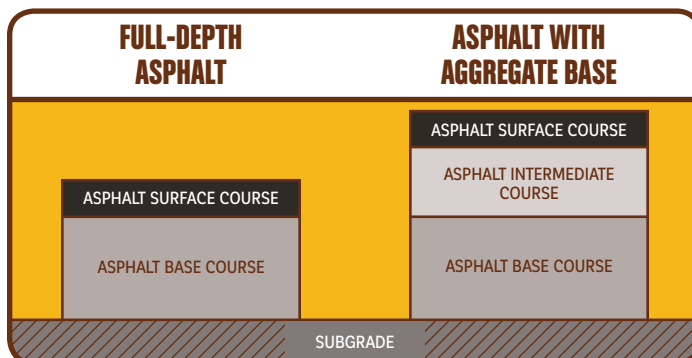 FULL-DEPTH
ASPHALT
ASPHALT SURFACE COURSE
ASPHALT BASE COURSE
ASPHALT WITH
AGGREGATE BASE
ASPHALT SURFACE COURSE
ASPHALT INTERMEDIATE
COURSE
ASPHALT BASE COURSE
SUBGRADE